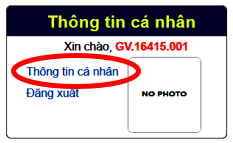 Thông tin cá nhân
Xin chào, GV.16415.001
Thông tin cá nhân
Đăng xuất
NO PHOTO